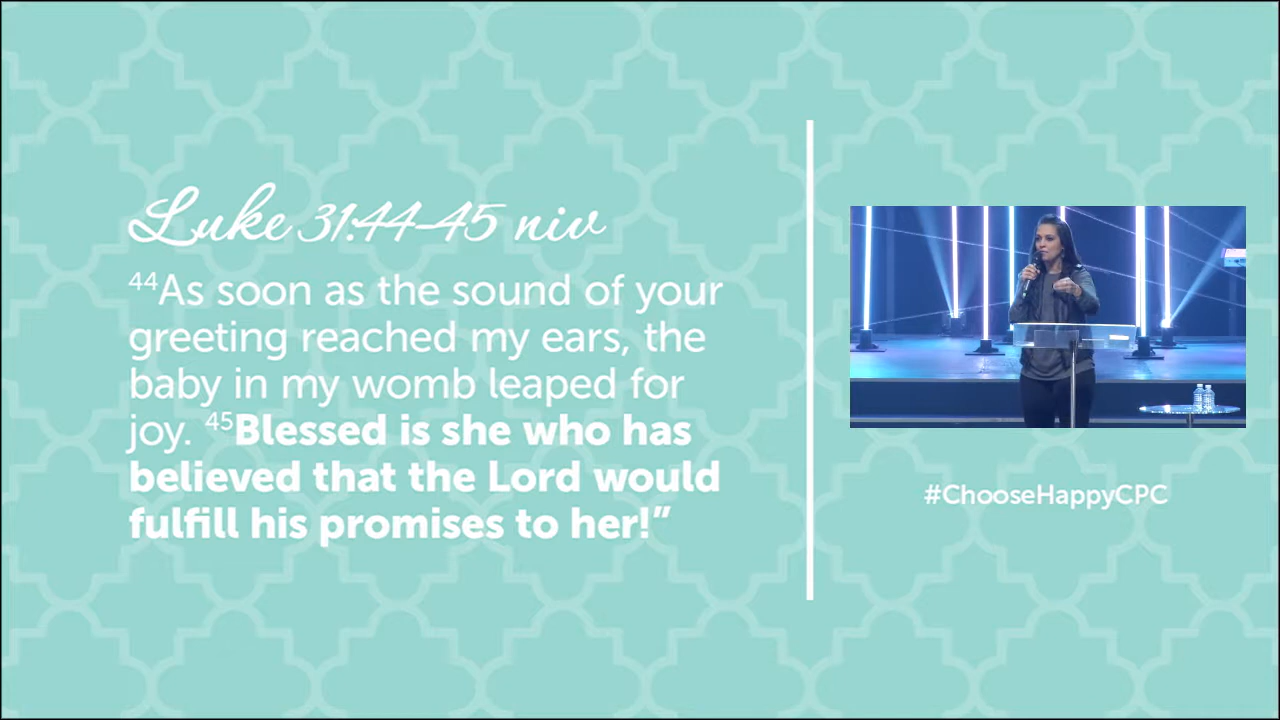 Luke 31:44-45 niv
44As soon as the sound of your
greeting reached my ears, the
baby in my womb leaped for
joy. 45Blessed is she who has
believed that the Lord would
fulfill his promises to her!”
#ChooseHappyCPC